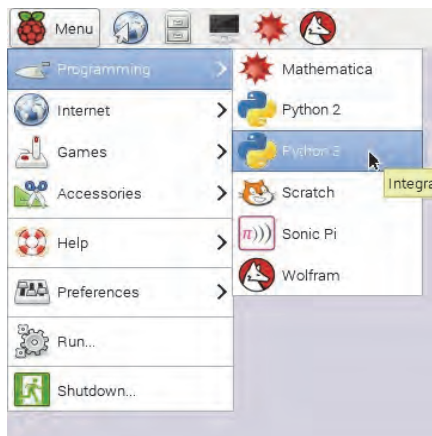 Menu
Programming
Internet
Games
Accessories
Help
Preferences
Run...
Shutdown...
Mathematica
Python 2
Python 3
Integra
Scratch
π)))
Sonic Pi
Wolfram